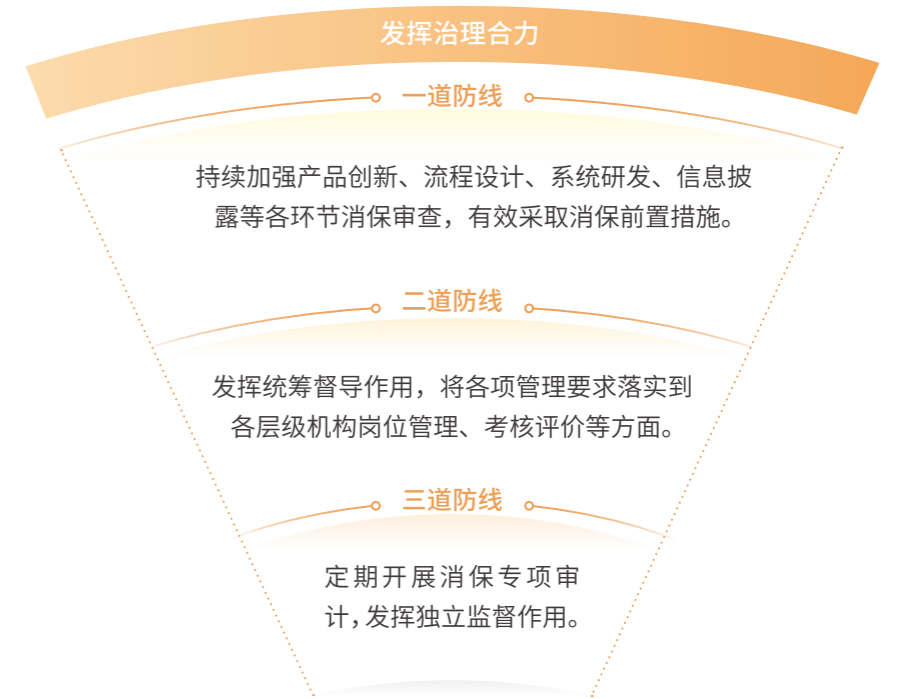 发挥治理合力
一道防线
持续加强产品创新、流程设计、系统研发、信息披
露等各环节消保审查，有效采取消保前置措施。
二道防线
发挥统筹督导作用，将各项管理要求落实到
各层级机构岗位管理、考核评价等方面。
三道防线
定期开展消保专项审
计，发挥独立监督作用。